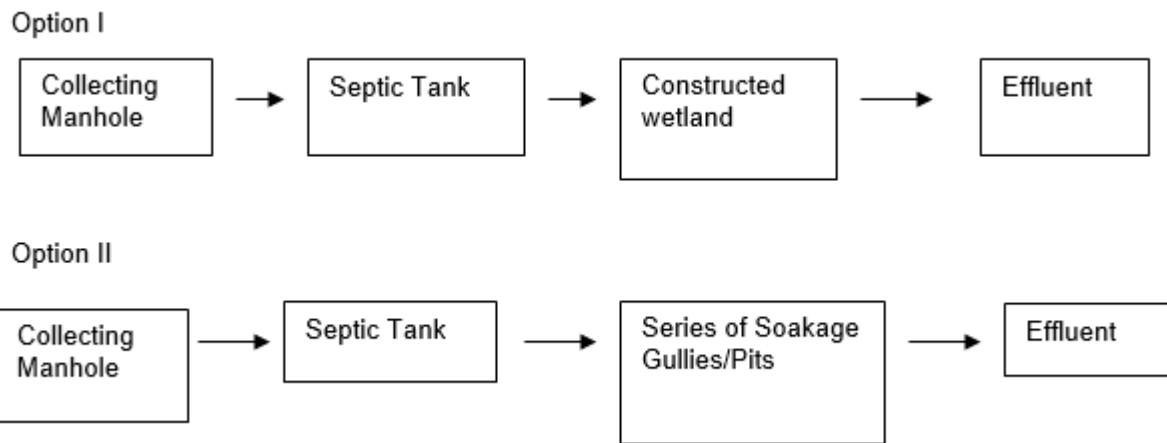 Option I
Collecting
Manhole
Septic Tank
Constructed
wetland
Effluent
Option II
Collecting
Manhole
Septic Tank
Series of Soakage
Gullies/Pits
Effluent